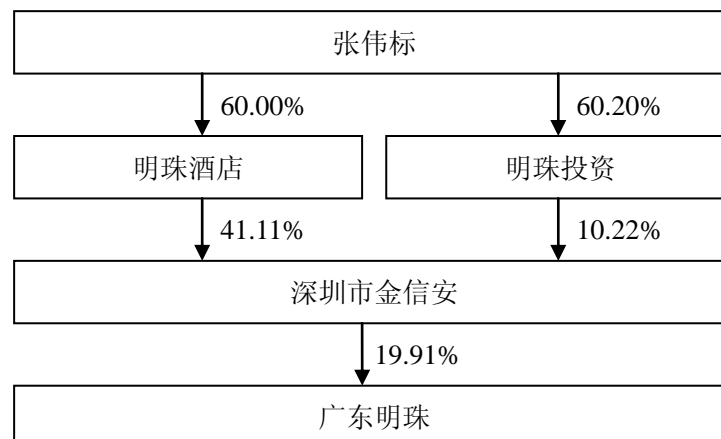 张伟标
60.00%
60.20%
明珠酒店
明珠投资
41.11%
10.22%
深圳市金信安
19.91%
广东明珠